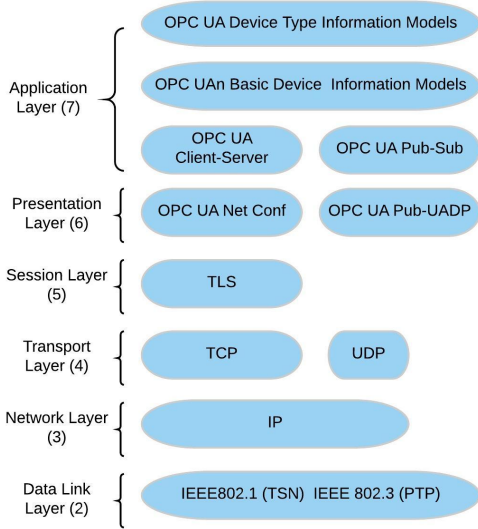 OPC UA Device Type Information Models
Application
Layer (7)
OPC UAn Basic Device Information Models
OPC UA
Client-Server
OPC UA Pub-Sub
Presentation
Layer (6)
OPC UA Net Conf
OPC UA Pub-UADP
Session Layer
(5)
TLS
Transport
Layer (4)
TCP
UDP
Network Layer
(3)
IP
Data Link
Layer (2)
IEEE802.1 (TSN) IEEE 802.3 (PTP)